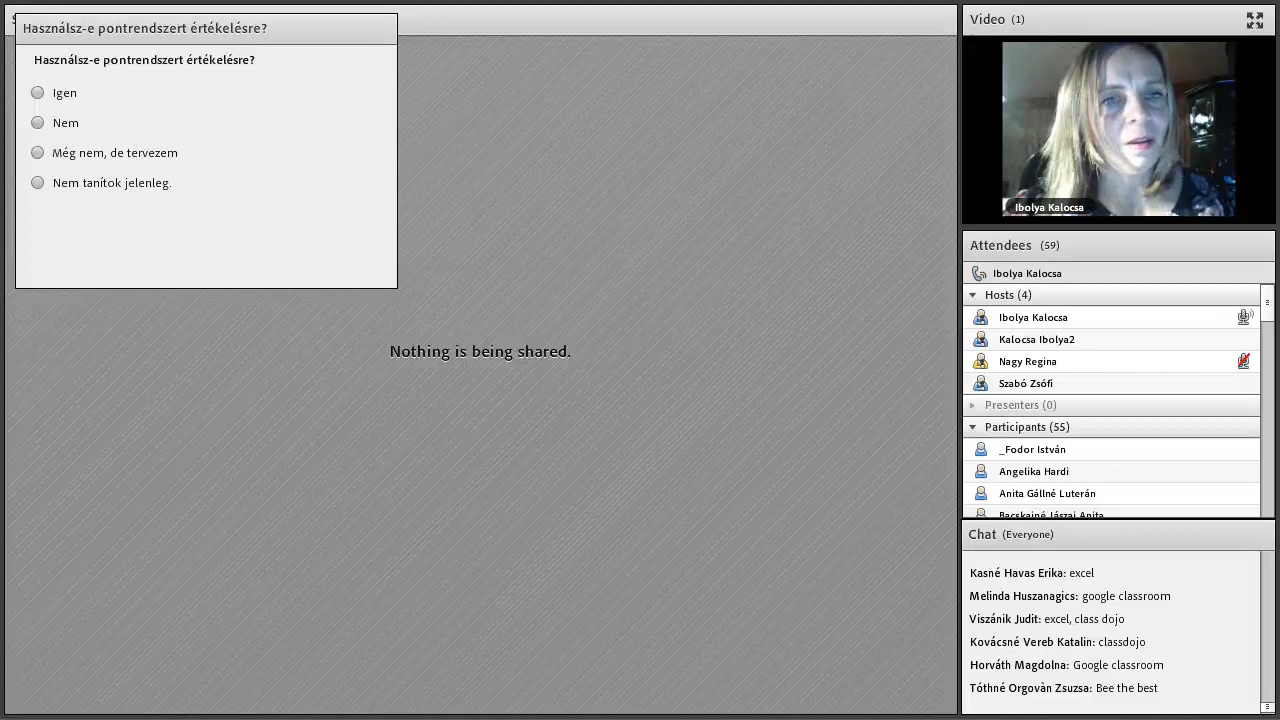 Használsz-e pontrendszert értékelésre?
Használsz-e pontrendszert értékelésre?
Igen
Nem
Még nem, de tervezem
Nem tanítok jelenleg.
Nothing is being shared.
Video (1)
Ibolya Kalocsa
Attendees (59)
Ibolya Kalocsa
Hosts (4)
Ibolya Kalocsa
Kalocsa Ibolya2
Nagy Regina
Szabó Zsófi
Presenters (0)
Participants (55)
_Fodor István
Angelika Hardi
Anita Gállné Luterán
Bacskainé Jászai Anita
Chat (Everyone)
Kasné Havas Erika: excel
Melinda Huszanagics: google classroom
Viszánik Judit: excel, class dojo
Kovácsné Vereb Katalin: classdojo
Horváth Magdolna: Google classroom
Tóthné Orgovàn Zsuzsa: Bee the best